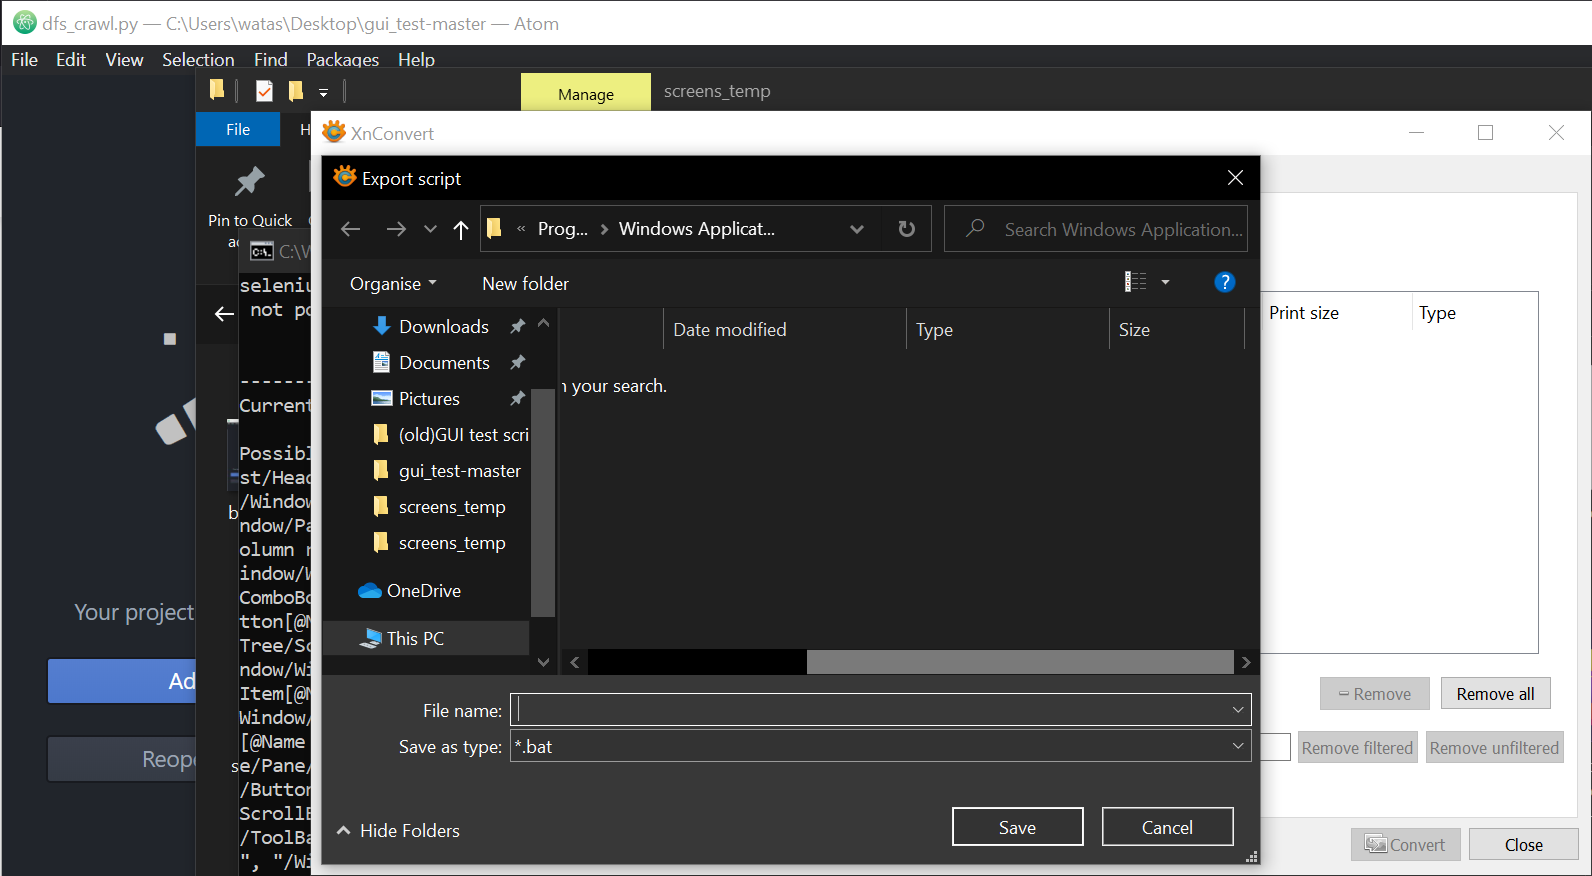 dfs_crawl.py — C:\Users\watas\Desktop\gui_test-master — Atom
File Edit View Selection Find Packages Help
Manage screens_temp
File
XnConvert
Export script
Pin to Quick
Prog... Windows Applicat...
Search Windows Application...
Organise New folder
Downloads
Documents
Pictures
(old)GUI test scri
gui_test-master
screens_temp
screens_temp
OneDrive
This PC
Date modified Type Size
your search.
File name:
Save as type: *.bat
Hide Folders
Save Cancel
Print size Type
Remove Remove all
Remove filtered Remove unfiltered
Convert Close
C:\
seleniu
not po
--------
Current
Possibl
st/Head
/Window
ndow/Pa
olumn
indow/W
ComboBo
tton[@N
Tree/Sc
ndow/Wi
Item[@N
Window/
[@Name
e/Pane/
/Button
ScrollB
/ToolBa
", "/Wi
Your project
Ad
Reope